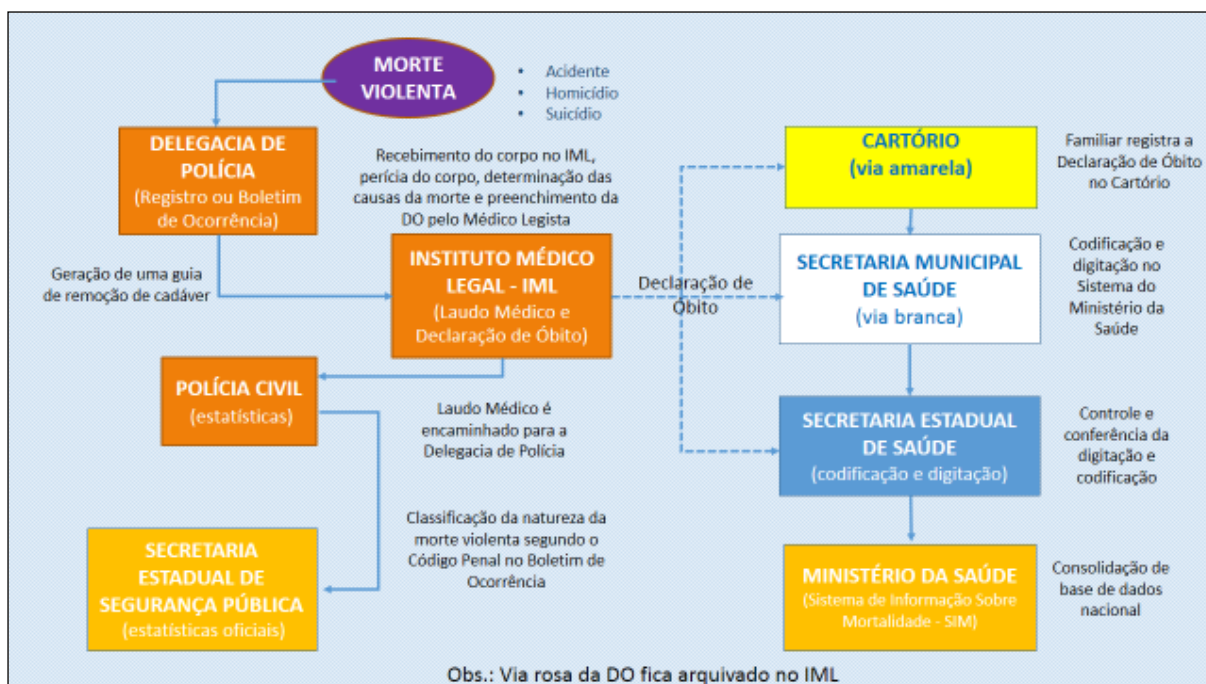 MORTE
VIOLENTA
• Acidente
• Homicídio
• Suicídio
DELEGACIA DE
POLÍCIA
(Registro ou Boletim
de Ocorrência)
Recebimento do corpo no IML,
perícia do corpo, determinação das
causas da morte e preenchimento da
DO pelo Médico Legista
Geração de uma guia
de remoção de cadáver
INSTITUTO MÉDICO
LEGAL - IML
(Laudo Médico e
Declaração de Óbito)
Declaração de
Óbito
POLÍCIA CIVIL
(estatísticas)
Laudo Médico é
encaminhado para a
Delegacia de Polícia
Classificação da natureza da
morte violenta segundo o
Código Penal no Boletim de
Ocorrência
SECRETARIA
ESTADUAL DE
SEGURANÇA PÚBLICA
(estatísticas oficiais)
CARTÓRIO
(via amarela)
Familiar registra a
Declaração de Óbito
no Cartório
SECRETARIA MUNICIPAL
DE SAÚDE
(via branca)
Codificação e
digitação no
Sistema do
Ministério da
Saúde
SECRETARIA ESTADUAL
DE SAÚDE
(codificação e digitação)
Controle e
conferência da
digitação e
codificação
MINISTÉRIO DA SAÚDE
(Sistema de Informação Sobre
Mortalidade - SIM)
Consolidação de
base de dados
nacional
Obs.: Via rosa da DO fica arquivado no IML